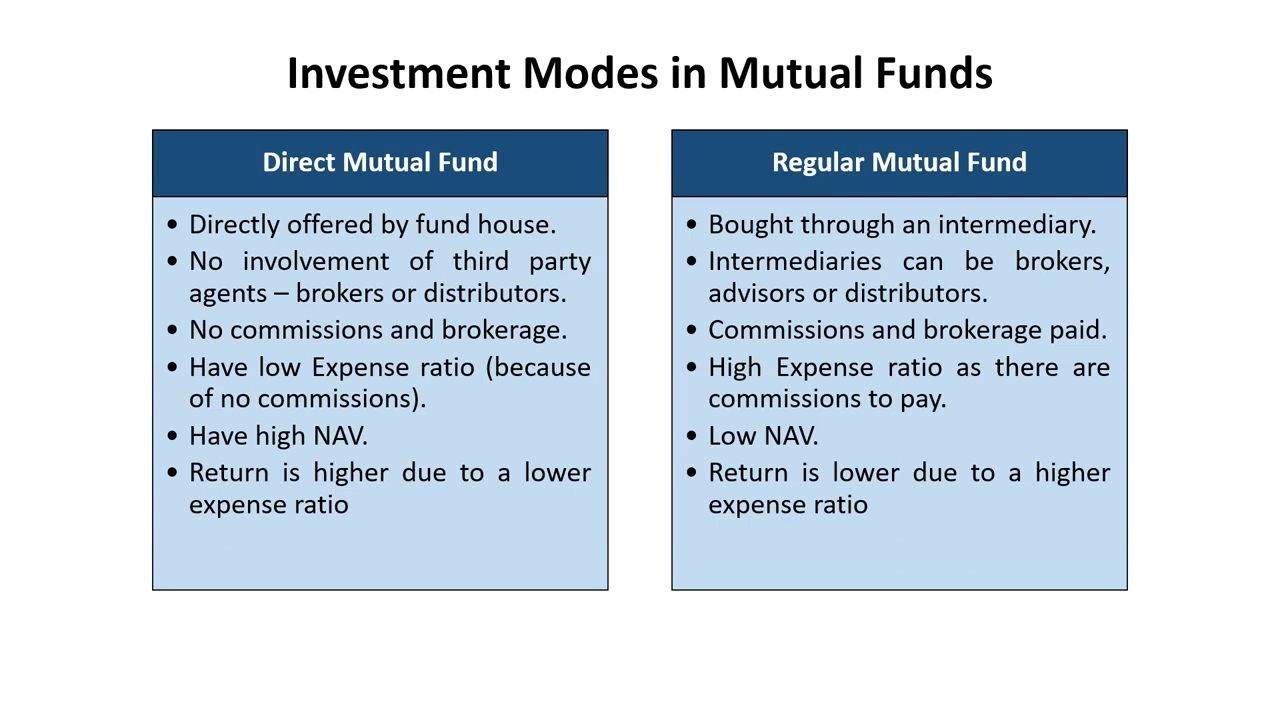 Investment Modes in Mutual Funds
Direct Mutual Fund
• Directly offered by fund house.
• No involvement of third party
agents – brokers or distributors.
• No commissions and brokerage.
• Have low Expense ratio (because
of no commissions).
• Have high NAV.
• Return is higher due to a lower
expense ratio
Regular Mutual Fund
• Bought through an intermediary.
• Intermediaries can be brokers,
advisors or distributors.
• Commissions and brokerage paid.
• High Expense ratio as there are
commissions to pay.
• Low NAV.
• Return is lower due to a higher
expense ratio